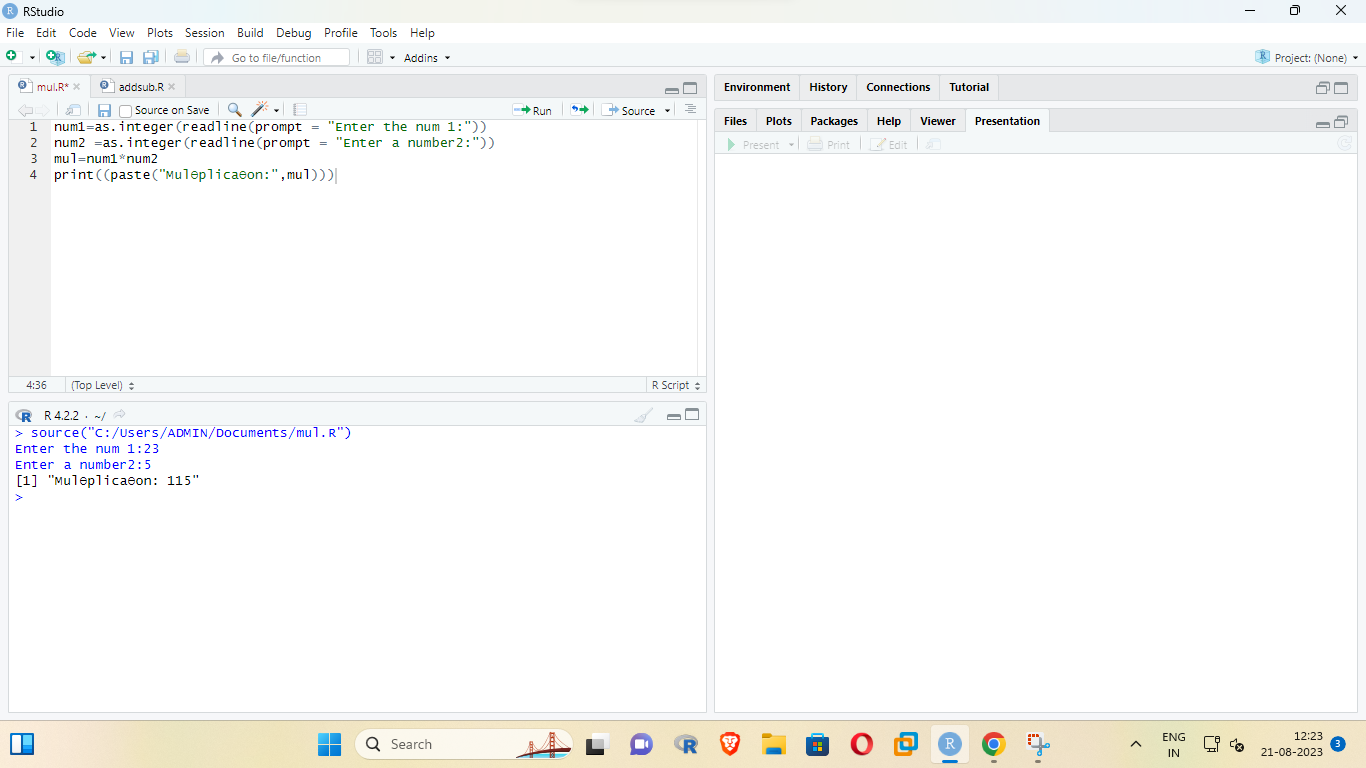 RStudio
File Edit Code View Plots Session Build Debug Profile Tools Help
Go to file/function Addins Project: (None)
mul.R* addsub.R
Source on Save Run Source
1 num1=as.integer(readline(prompt = "Enter the num 1:"))
2 num2 =as.integer(readline(prompt = "Enter a number2:"))
3 mul=num1*num2
4 print((paste("MulƟplicaƟon:",mul)))
4:36 (Top Level) R Script
R 4.2.2 · ~/
> source("C:/Users/ADMIN/Documents/mul.R")
Enter the num 1:23
Enter a number2:5
[1] "MulƟplicaƟon: 115"
>
Environment History Connections Tutorial
Files Plots Packages Help Viewer Presentation
Present Print Edit
Search
ENG
IN
12:23
21-08-2023
3